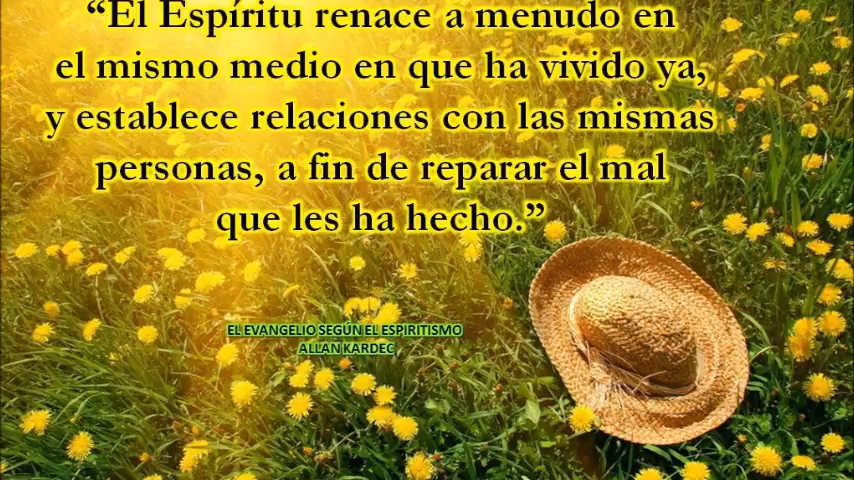 “El Espíritu renace a menudo en
el mismo medio en que ha vivido ya,
y establece relaciones con las mismas
personas, a fin de reparar el mal
que les ha hecho.”
EL EVANGELIO SEGÚN EL ESPIRITISMO
ALLAN KARDEC